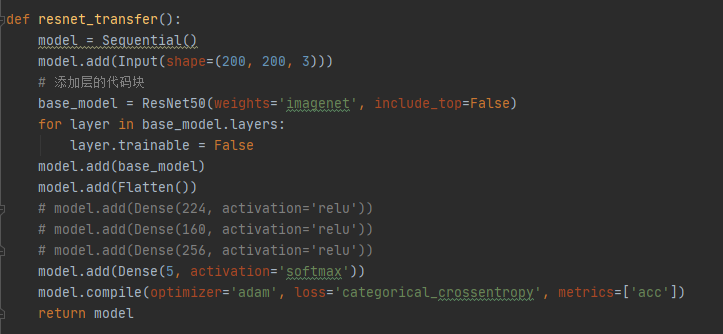 def resnet_transfer():
    model = Sequential()
    model.add(Input(shape=(200, 200, 3)))
    # 添加层的代码块
    base_model = ResNet50(weights='imagenet', include_top=False)
    for layer in base_model.layers:
        layer.trainable = False
    model.add(base_model)
    model.add(Flatten())
    # model.add(Dense(224, activation='relu'))
    # model.add(Dense(160, activation='relu'))
    # model.add(Dense(256, activation='relu'))
    model.add(Dense(5, activation='softmax'))
    model.compile(optimizer='adam', loss='categorical_crossentropy', metrics=['acc'])
    return model